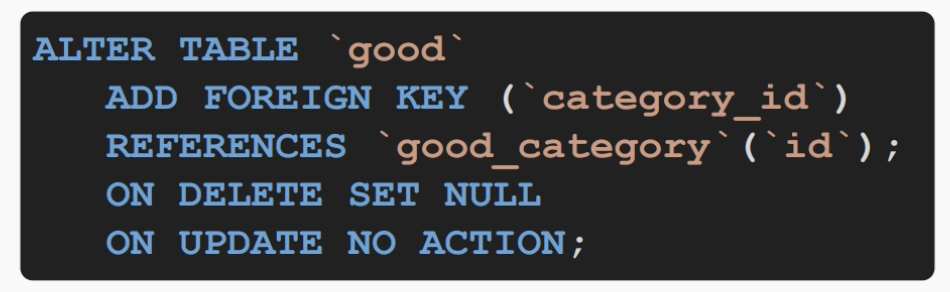 ALTER TABLE `good`
ADD FOREIGN KEY (`category_id`)
REFERENCES `good_category`(`id`);
ON DELETE SET NULL
ON UPDATE NO ACTION;